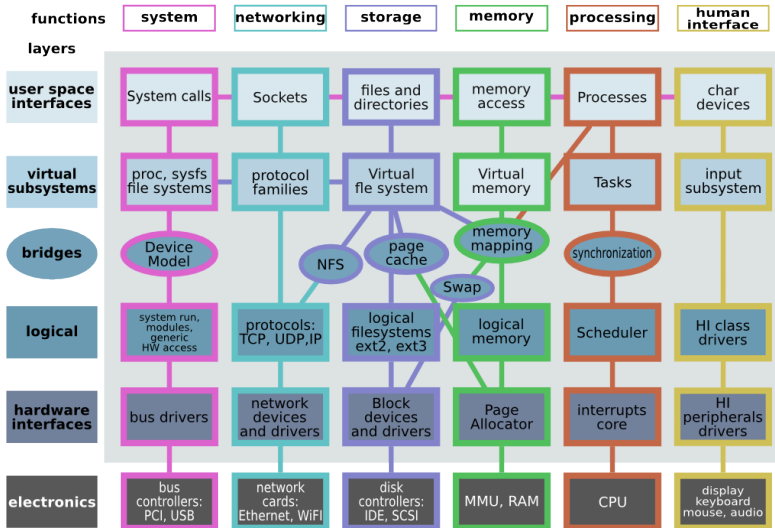 functions
system
networking
storage
memory
processing
human
interface
layers
user space
interfaces
System calls
Sockets
files and
directories
memory
access
Processes
char
devices
virtual
subsystems
proc, sysfs
file systems
protocol
families
Virtual
fle system
Virtual
memory
Tasks
input
subsystem
bridges
Device
Model
NFS
page
cache
memory
mapping
synchronization
Swap
logical
system run,
modules,
generic
HW access
protocols:
TCP, UDP,IP
logical
filesystems
ext2, ext3
logical
memory
Scheduler
HI class
drivers
hardware
interfaces
bus drivers
network
devices
and drivers
Block
devices
and drivers
Page
Allocator
interrupts
core
HI
peripherals
drivers
electronics
bus
controllers:
PCI, USB
network
cards:
Ethernet, WiFI
disk
controllers:
IDE, SCSI
MMU, RAM
CPU
display
keyboard
mouse, audio